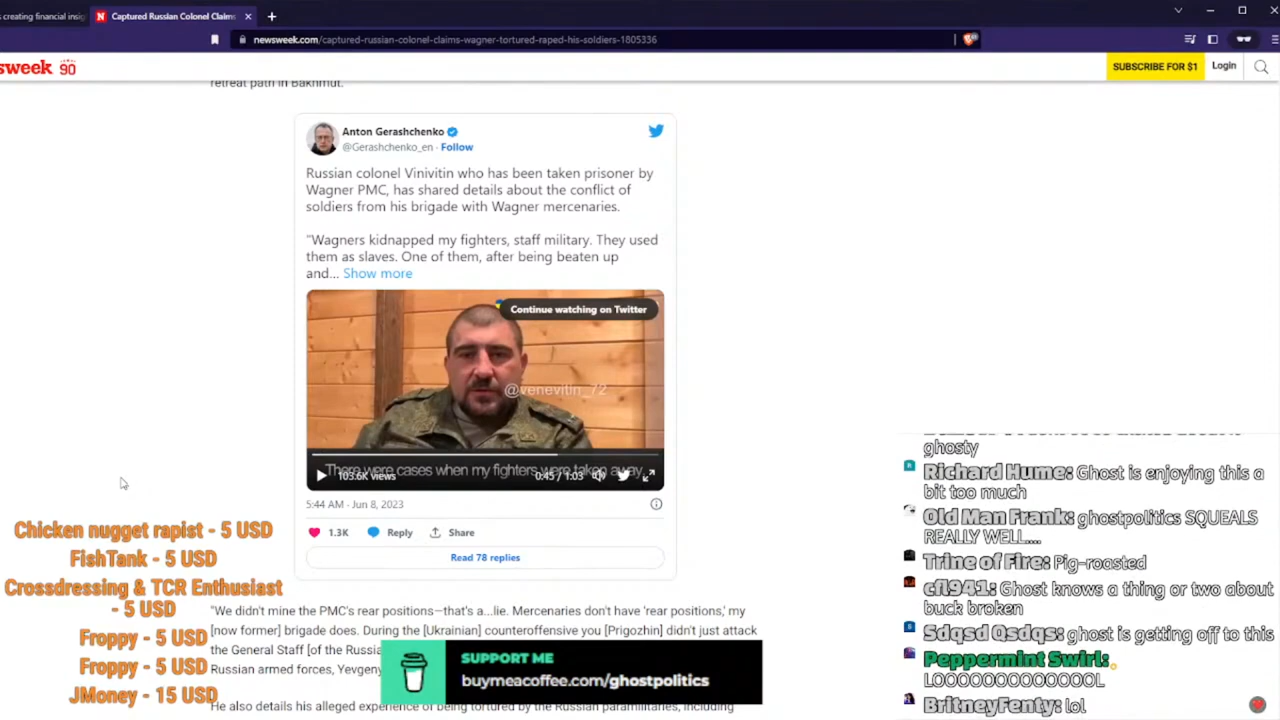 s creating financial insig
Captured Russian Colonel Claims
newsweek.com/captured-russian-colonel-claims-wagner-tortured-raped-his-soldiers-1805336
sweek 90
SUBSCRIBE FOR $1
Login
retreat path in Bakhmut.
Anton Gerashchenko
@Gerashchenko_en · Follow
Russian colonel Vinivitin who has been taken prisoner by
Wagner PMC, has shared details about the conflict of
soldiers from his brigade with Wagner mercenaries.
"Wagners kidnapped my fighters, staff military. They used
them as slaves. One of them, after being beaten up
and... Show more
Continue watching on Twitter
@venevitin_72
There were cases when my fighters were taken away,
103.6K views
0:45 / 1:03
5:44 AM · Jun 8, 2023
1.3K
Reply
Share
Read 78 replies
"We didn't mine the PMC's rear positions—that's a...lie. Mercenaries don't have 'rear positions,' my
[now former] brigade does. During the [Ukrainian] counteroffensive you [Prigozhin] didn't just attack
the General Staff [of the Russia
Russian armed forces, Yevgeny
He also details his alleged experience of being tortured by the Russian paramilitaries, including
SUPPORT ME
buymeacoffee.com/ghostpolitics
Chicken nugget rapist - 5 USD
FishTank - 5 USD
Crossdressing & TCR Enthusiast
- 5 USD
Froppy - 5 USD
Froppy - 5 USD
JMoney - 15 USD
ghosty
Richard Hume: Ghost is enjoying this a
bit too much
Old Man Frank: ghostpolitics SQUEALS
REALLY WELL....
Trine of Fire: Pig-roasted
cfl941: Ghost knows a thing or two about
buck broken
Sdqsd Qsdqs: ghost is getting off to this
Peppermint Swirl:
LOOOOOOOOOOOL
BritneyFenty: lol